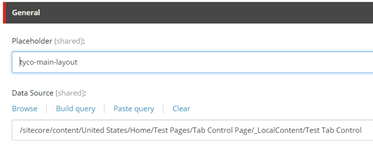 General
Placeholder [shared]:
tyco-main-layout
Data Source [shared]:
Browse Build query Paste query Clear
/sitecore/content/United States/Home/Test Pages/Tab Control Page/_LocalContent/Test Tab Control